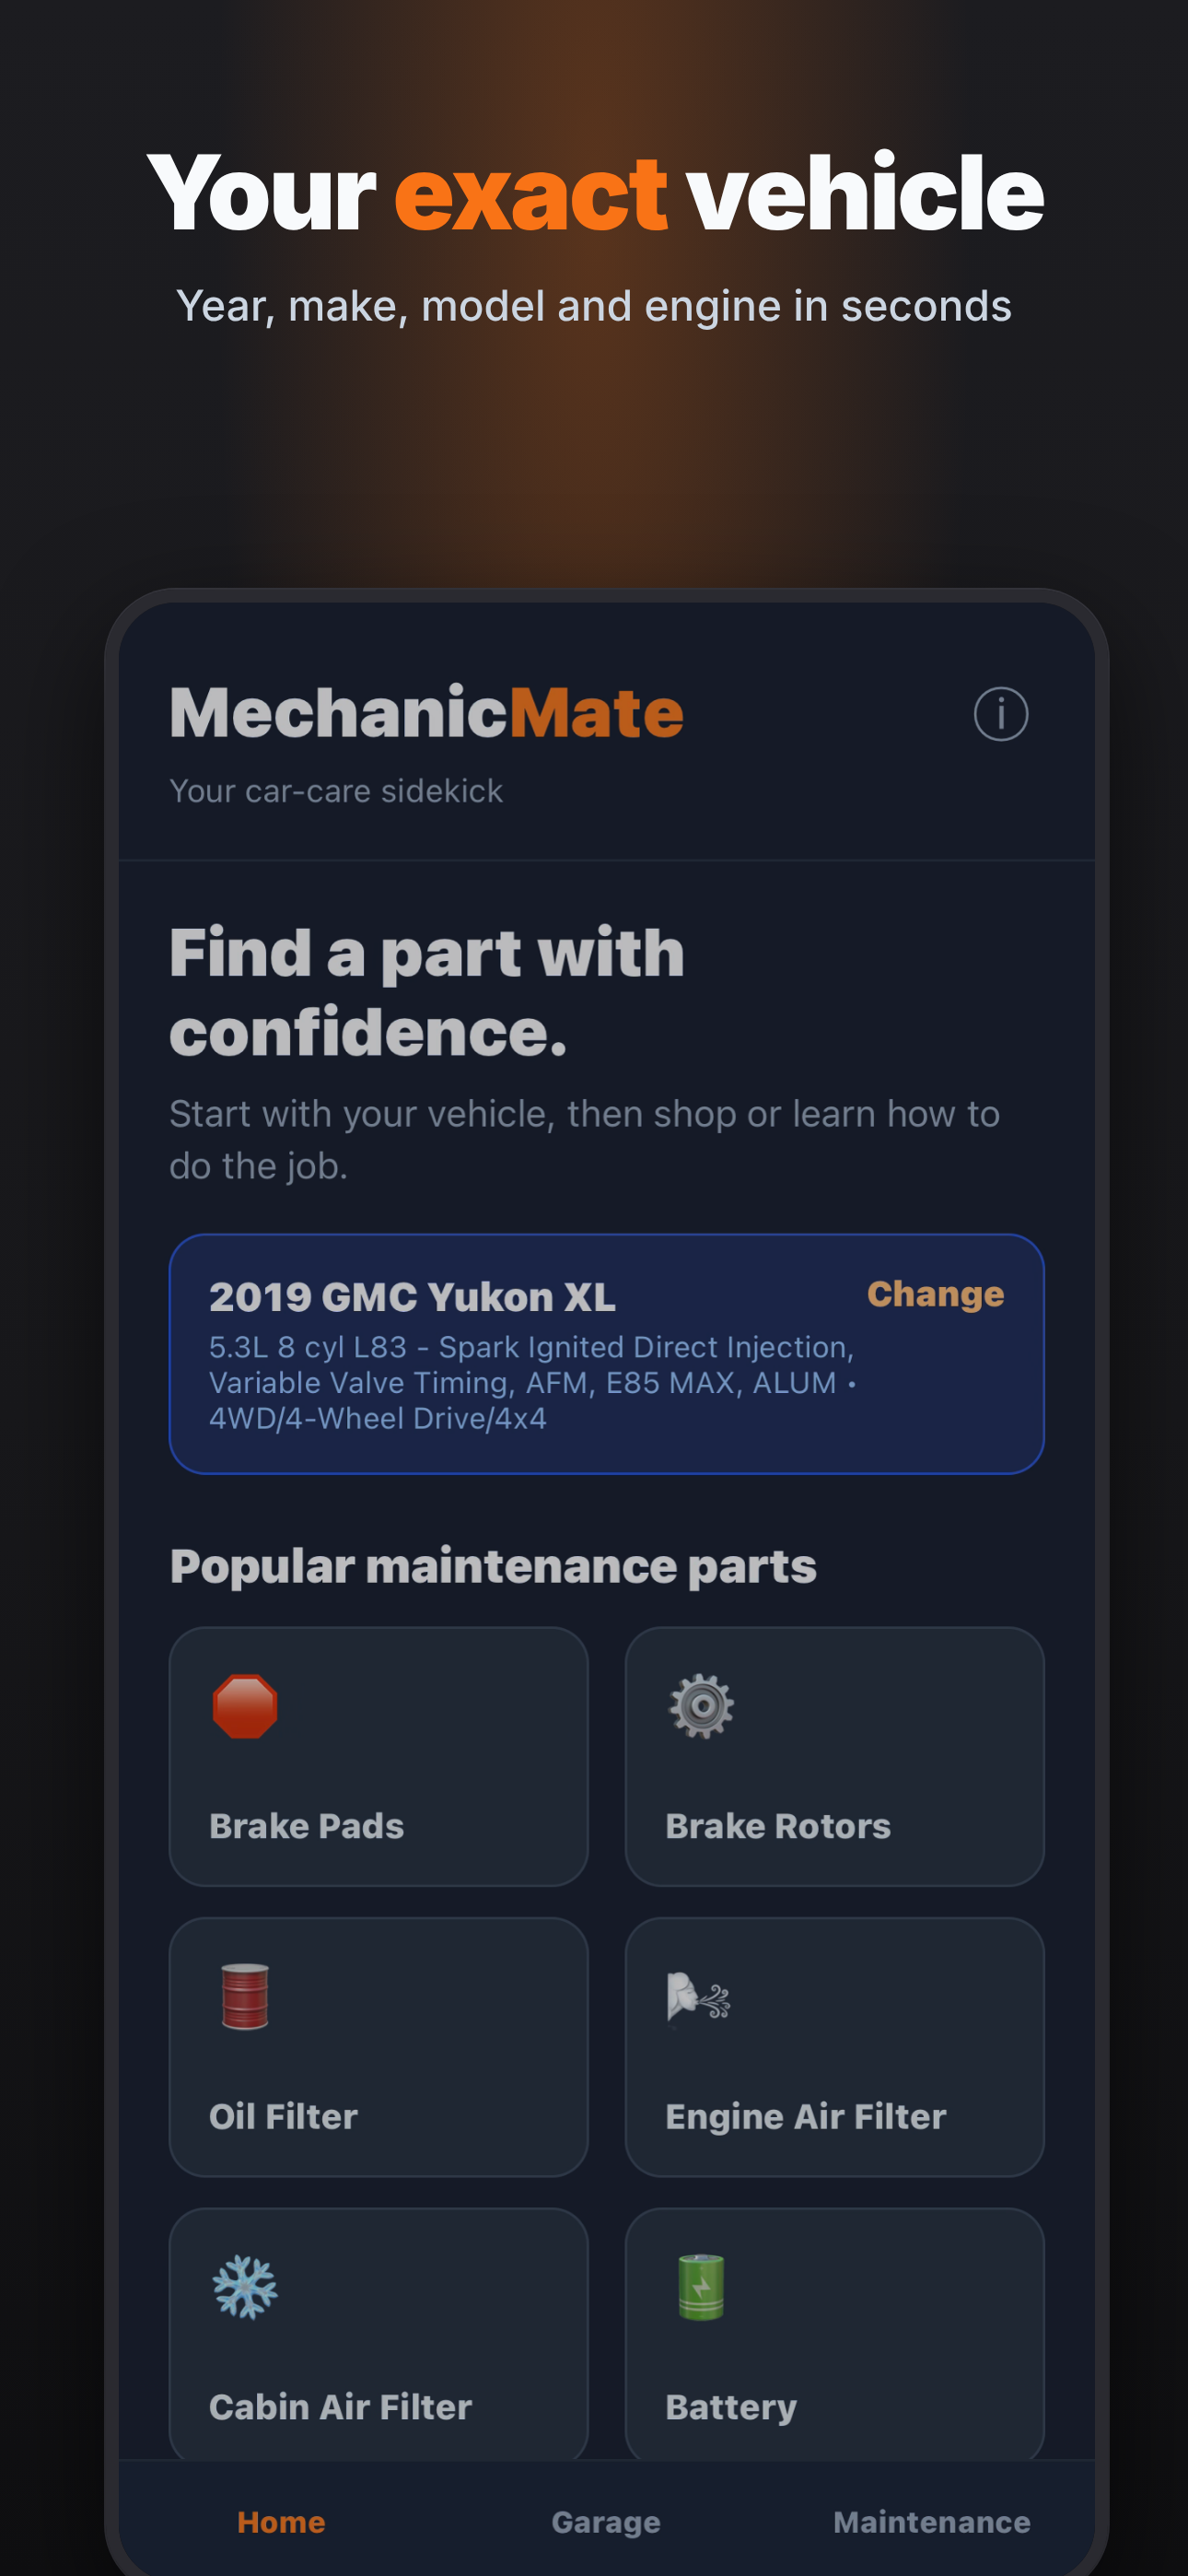 Your exact vehicle
Year, make, model and engine in seconds
MechanicMate
Your car-care sidekick
Find a part with
confidence.
Start with your vehicle, then shop or learn how to
do the job.
2019 GMC Yukon XL
Change
5.3L 8 cyl L83 - Spark Ignited Direct Injection,
Variable Valve Timing, AFM, E85 MAX, ALUM •
4WD/4-Wheel Drive/4x4
Popular maintenance parts
Brake Pads
Brake Rotors
Oil Filter
Engine Air Filter
Cabin Air Filter
Battery
Home
Garage
Maintenance